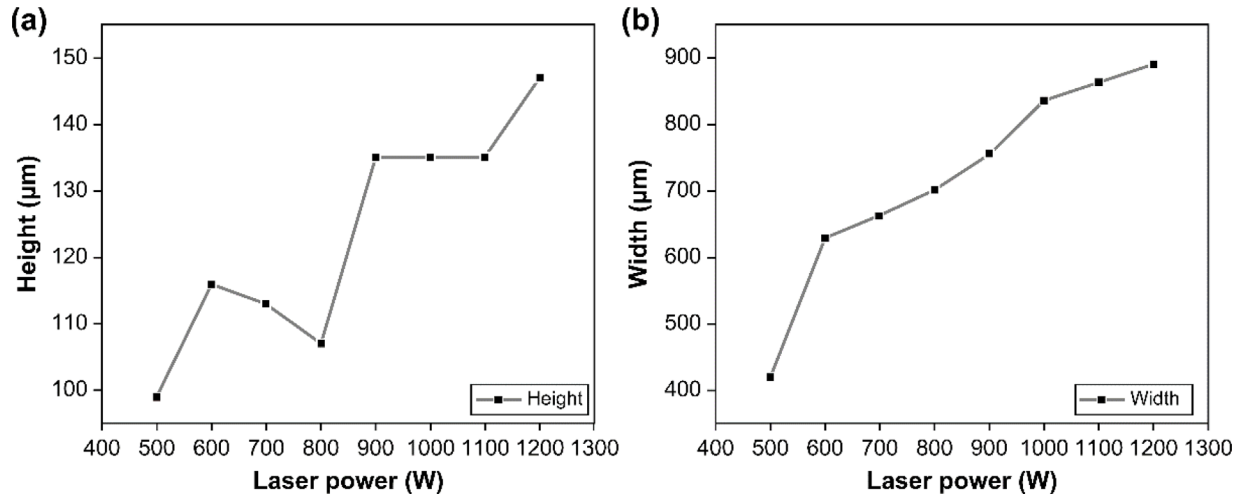 (a)
150
140
130
120
110
100
Height (µm)
400 500 600 700 800 900 1000 1100 1200 1300
Laser power (W)
Height
(b)
900
800
700
600
500
400
Width (µm)
400 500 600 700 800 900 1000 1100 1200 1300
Laser power (W)
Width